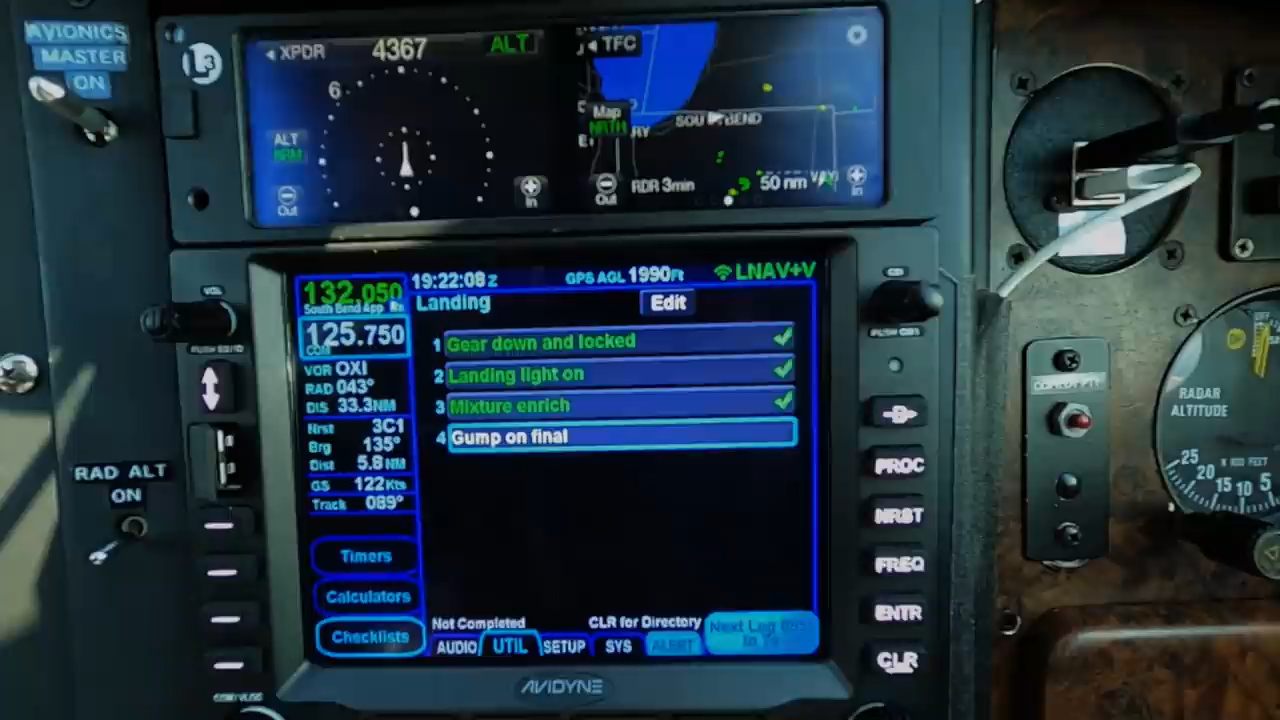 AVIONICS
MASTER
ON
L3
XPDR 4367 ALT
6
ALT
NRM
Out
In
TFC
Map
NRTH
RY
SOUTH BEND
Out
RDR 3min
50 nm
In
VOL
132.050
South Bend App
125.750
COM
VOR OXI
RAD 043°
DIS 33.3NM
Nrst 3C1
Brg 135°
Dist 5.8 NM
GS 122Kts
Track 089°
Timers
Calculators
Checklists
19:22:08 Z GPS AGL 1990Ft LNAV+V
Landing Edit
1 Gear down and locked
2 Landing light on
3 Mixture enrich
4 Gump on final
Not Completed CLR for Directory
AUDIO UTIL SETUP SYS ALERT
Next Leg
AVIDYNE
RAD ALT
ON
D
PROC
NRST
FREQ
ENTR
CLR
RADAR
ALTITUDE
X 100 FEET
25
20
15
10
5